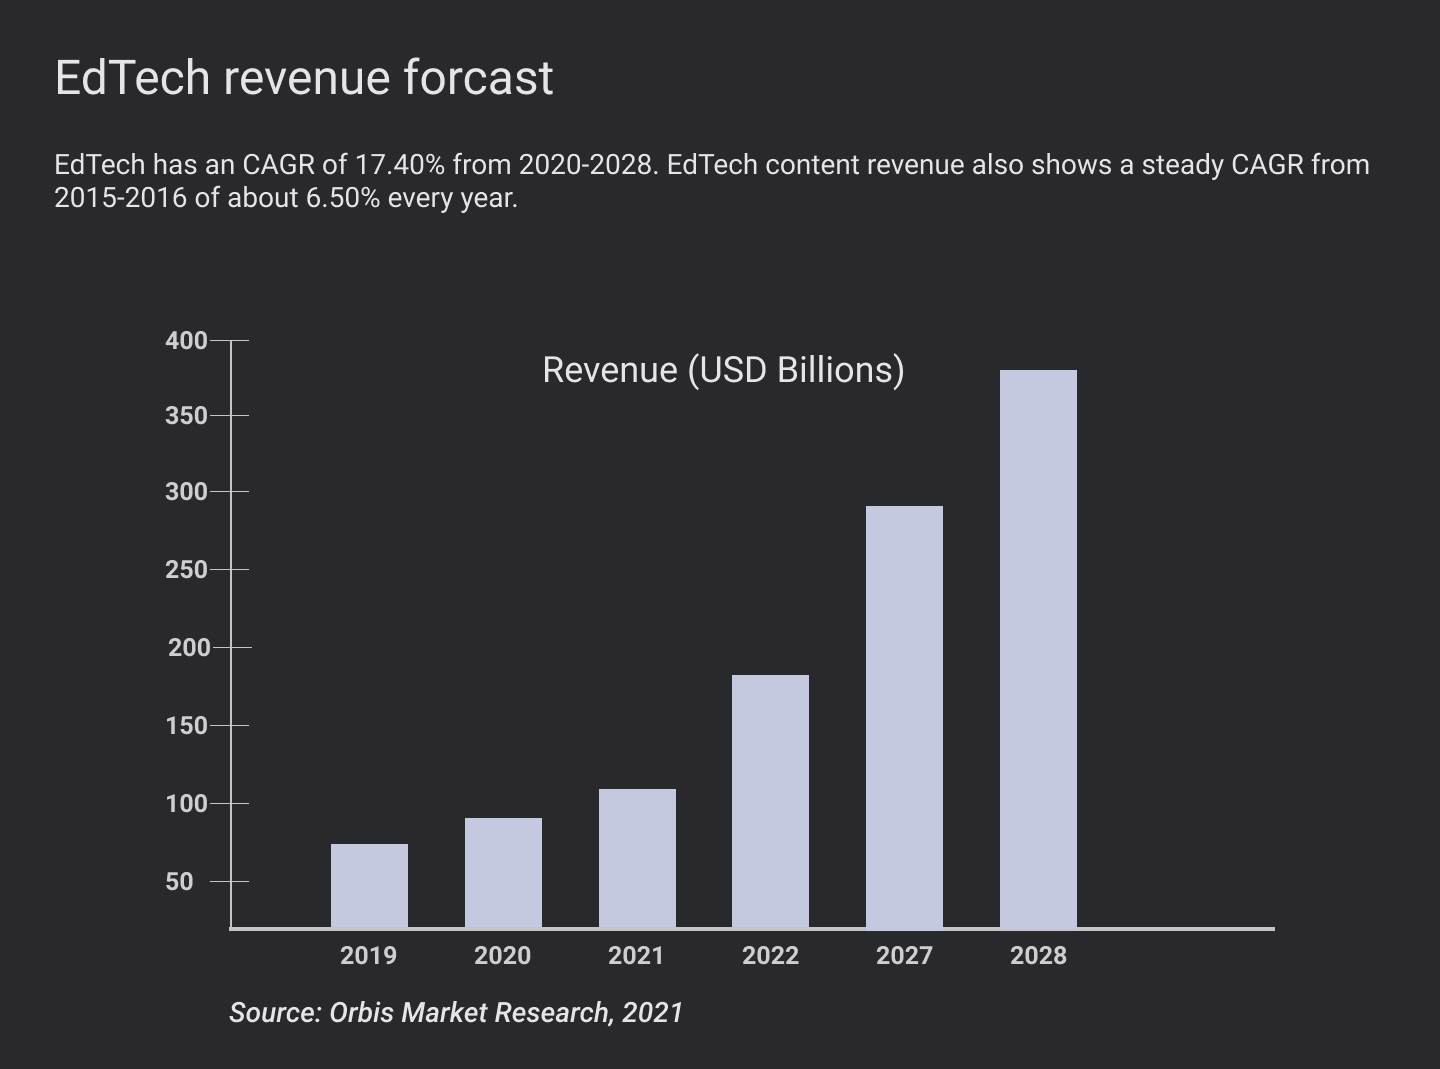 EdTech revenue forcast
EdTech has an CAGR of 17.40% from 2020-2028. EdTech content revenue also shows a steady CAGR from
2015-2016 of about 6.50% every year.
Revenue (USD Billions)
400
350
300
250
200
150
100
50
2019 2020 2021 2022 2027 2028
Source: Orbis Market Research, 2021